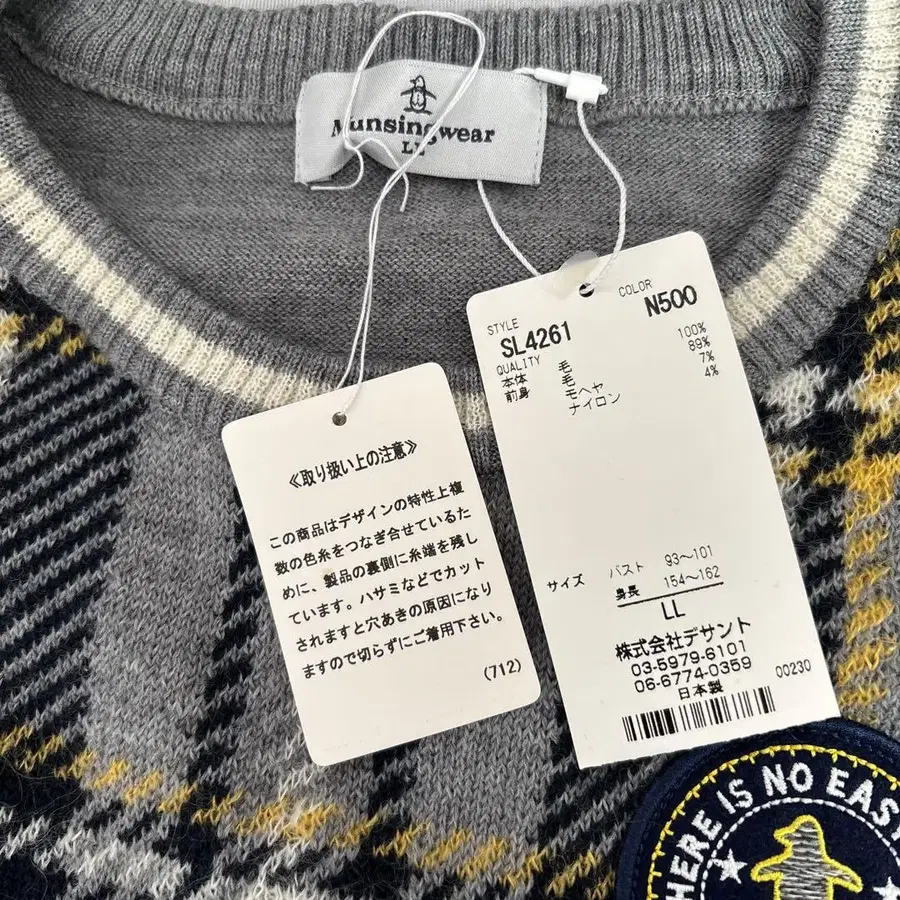 Munsingwear
LL
STYLE
SL4261
COLOR
N500
QUALITY
本体 毛 100%
前身 毛 89%
モヘヤ 7%
ナイロン 4%
サイズ
バスト 93〜101
身長 154〜162
LL
株式会社デサント
03-5979-6101
06-6774-0359
日本製
00230
≪取り扱い上の注意≫
この商品はデザインの特性上複
数の色糸をつなぎ合せているた
めに、製品の裏側に糸端を残し
ています。ハサミなどでカット
されますと穴あきの原因になり
ますので切らずにご着用下さい。
(712)
HERE IS NO EASY